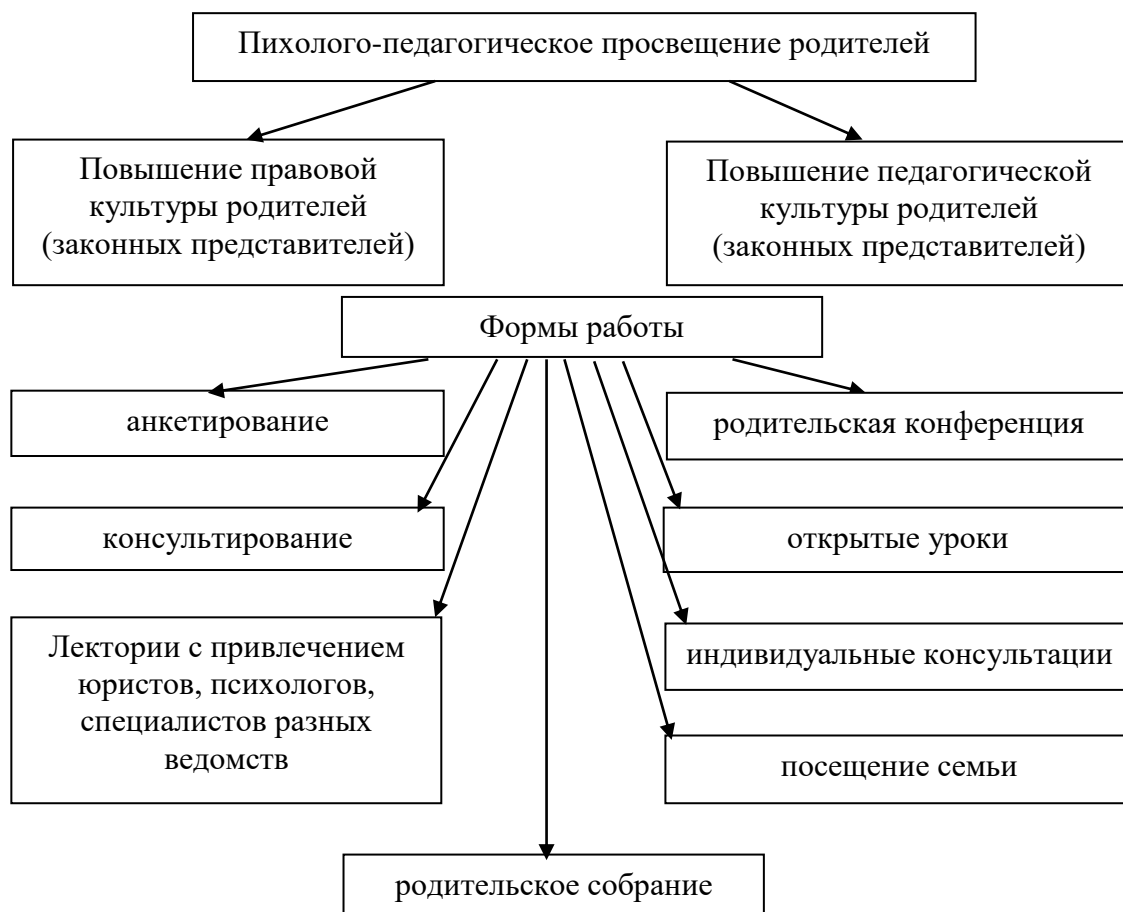 Пихолого-педагогическое просвещение родителей
Повышение правовой
культуры родителей
(законных представителей)
Повышение педагогической
культуры родителей
(законных представителей)
Формы работы
анкетирование
родительская конференция
консультирование
открытые уроки
Лектории с привлечением
юристов, психологов,
специалистов разных
ведомств
индивидуальные консультации
посещение семьи
родительское собрание